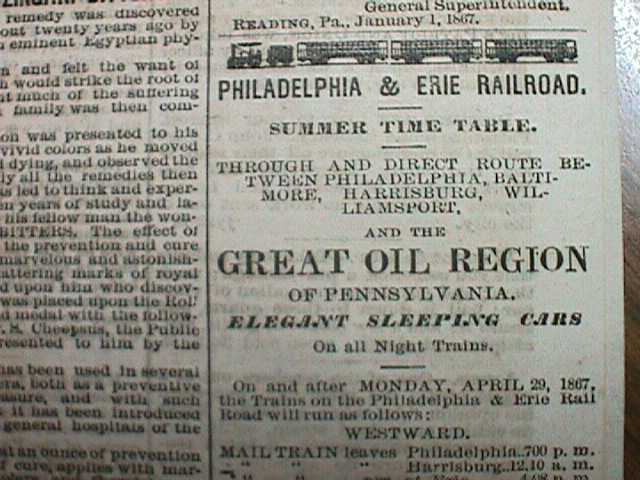 remedy was discovered
out twenty years ago by
eminent Egyptian phy-
and felt the want of
would strike the root of
nt much of the suffering
family was then com-
on was presented to his
vivid colors as he moved
dying, and observed the
ly all the remedies then
as led to think and exper-
en years of study and la-
his fellow man the won-
BITTERS. The effect of
the prevention and cure
marvelous and astonish-
attering marks of royal
d upon him who discov-
was placed upon the Rol'
d medal with the follow-
. S. Cheopsus, the Public
resented to him by the
has been used in several
era, both as a preventive
asure, and with such
s it has been introduced
general hospitals of the
at an ounce of prevention
f cure, applies with mar-
General Superintendent.
READING, Pa., January 1, 1867.
PHILADELPHIA & ERIE RAILROAD.
SUMMER TIME TABLE.
THROUGH AND DIRECT ROUTE BE-
TWEEN PHILADELPHIA, BALTI-
MORE, HARRISBURG, WIL-
LIAMSPORT,
AND THE
GREAT OIL REGION
OF PENNSYLVANIA.
ELEGANT SLEEPING CARS
On all Night Trains.
On and after MONDAY, APRIL 29, 1867,
the Trains on the Philadelphia & Erie Rail
Road will run as follows:
WESTWARD.
MAIL TRAIN leaves Philadelphia..7 00 p. m.
" " " Harrisburg..12.10 a. m.